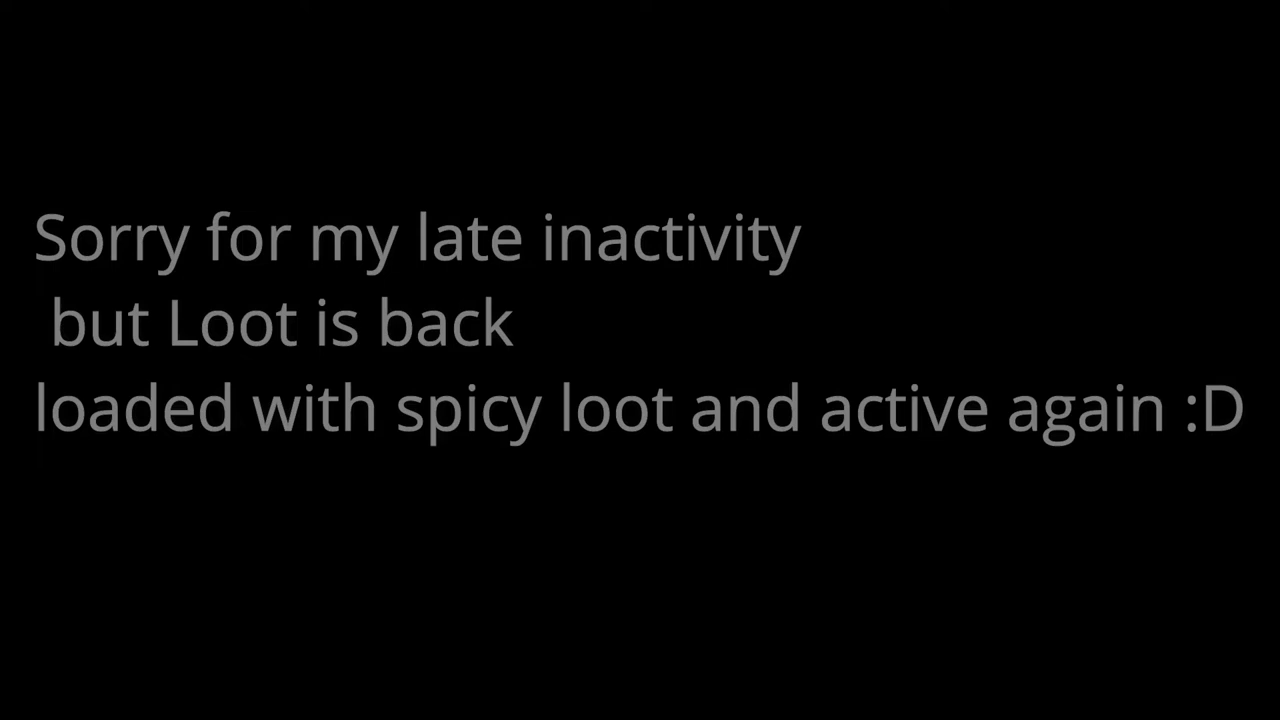 Sorry for my late inactivity
but Loot is back
loaded with spicy loot and active again :D